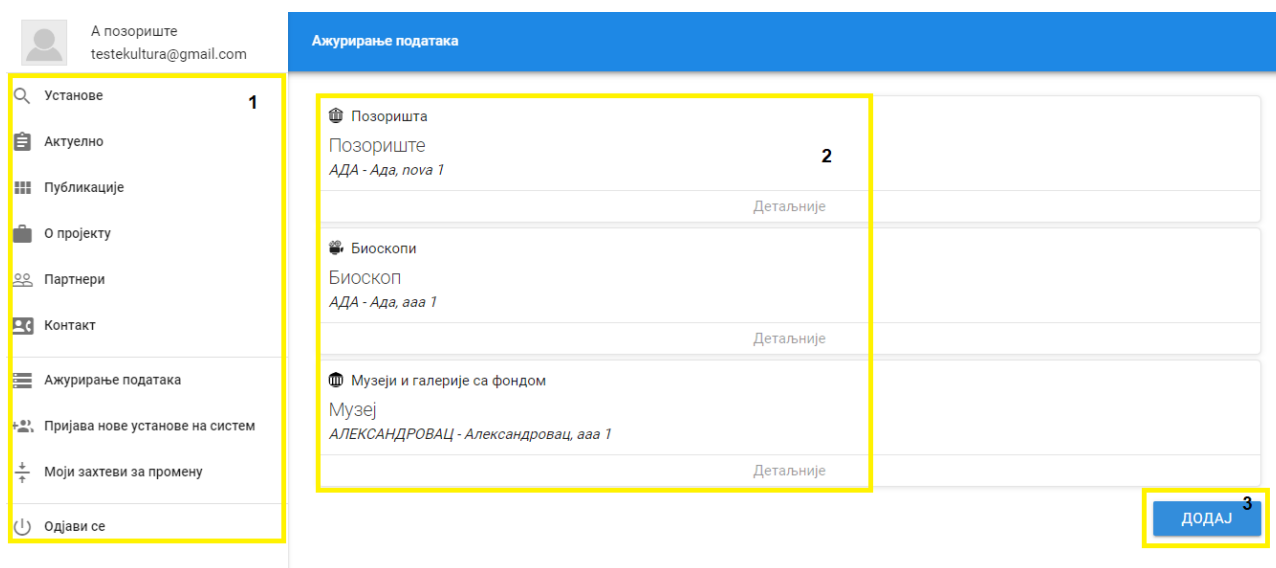 А позориште
testekultura@gmail.com
Установе
1
Актуелно
Публикације
О пројекту
Партнери
Контакт
Ажурирање података
Пријава нове установе на систем
Моји захтеви за промену
Одјави се
Ажурирање података
Позоришта
Позориште
2
АДА - Ада, nova 1
Детаљније
Биоскопи
Биоскоп
АДА - Ада, ааа 1
Детаљније
Музеји и галерије са фондом
Музеј
АЛЕКСАНДРОВАЦ - Александровац, ааа 1
Детаљније
3
ДОДАЈ